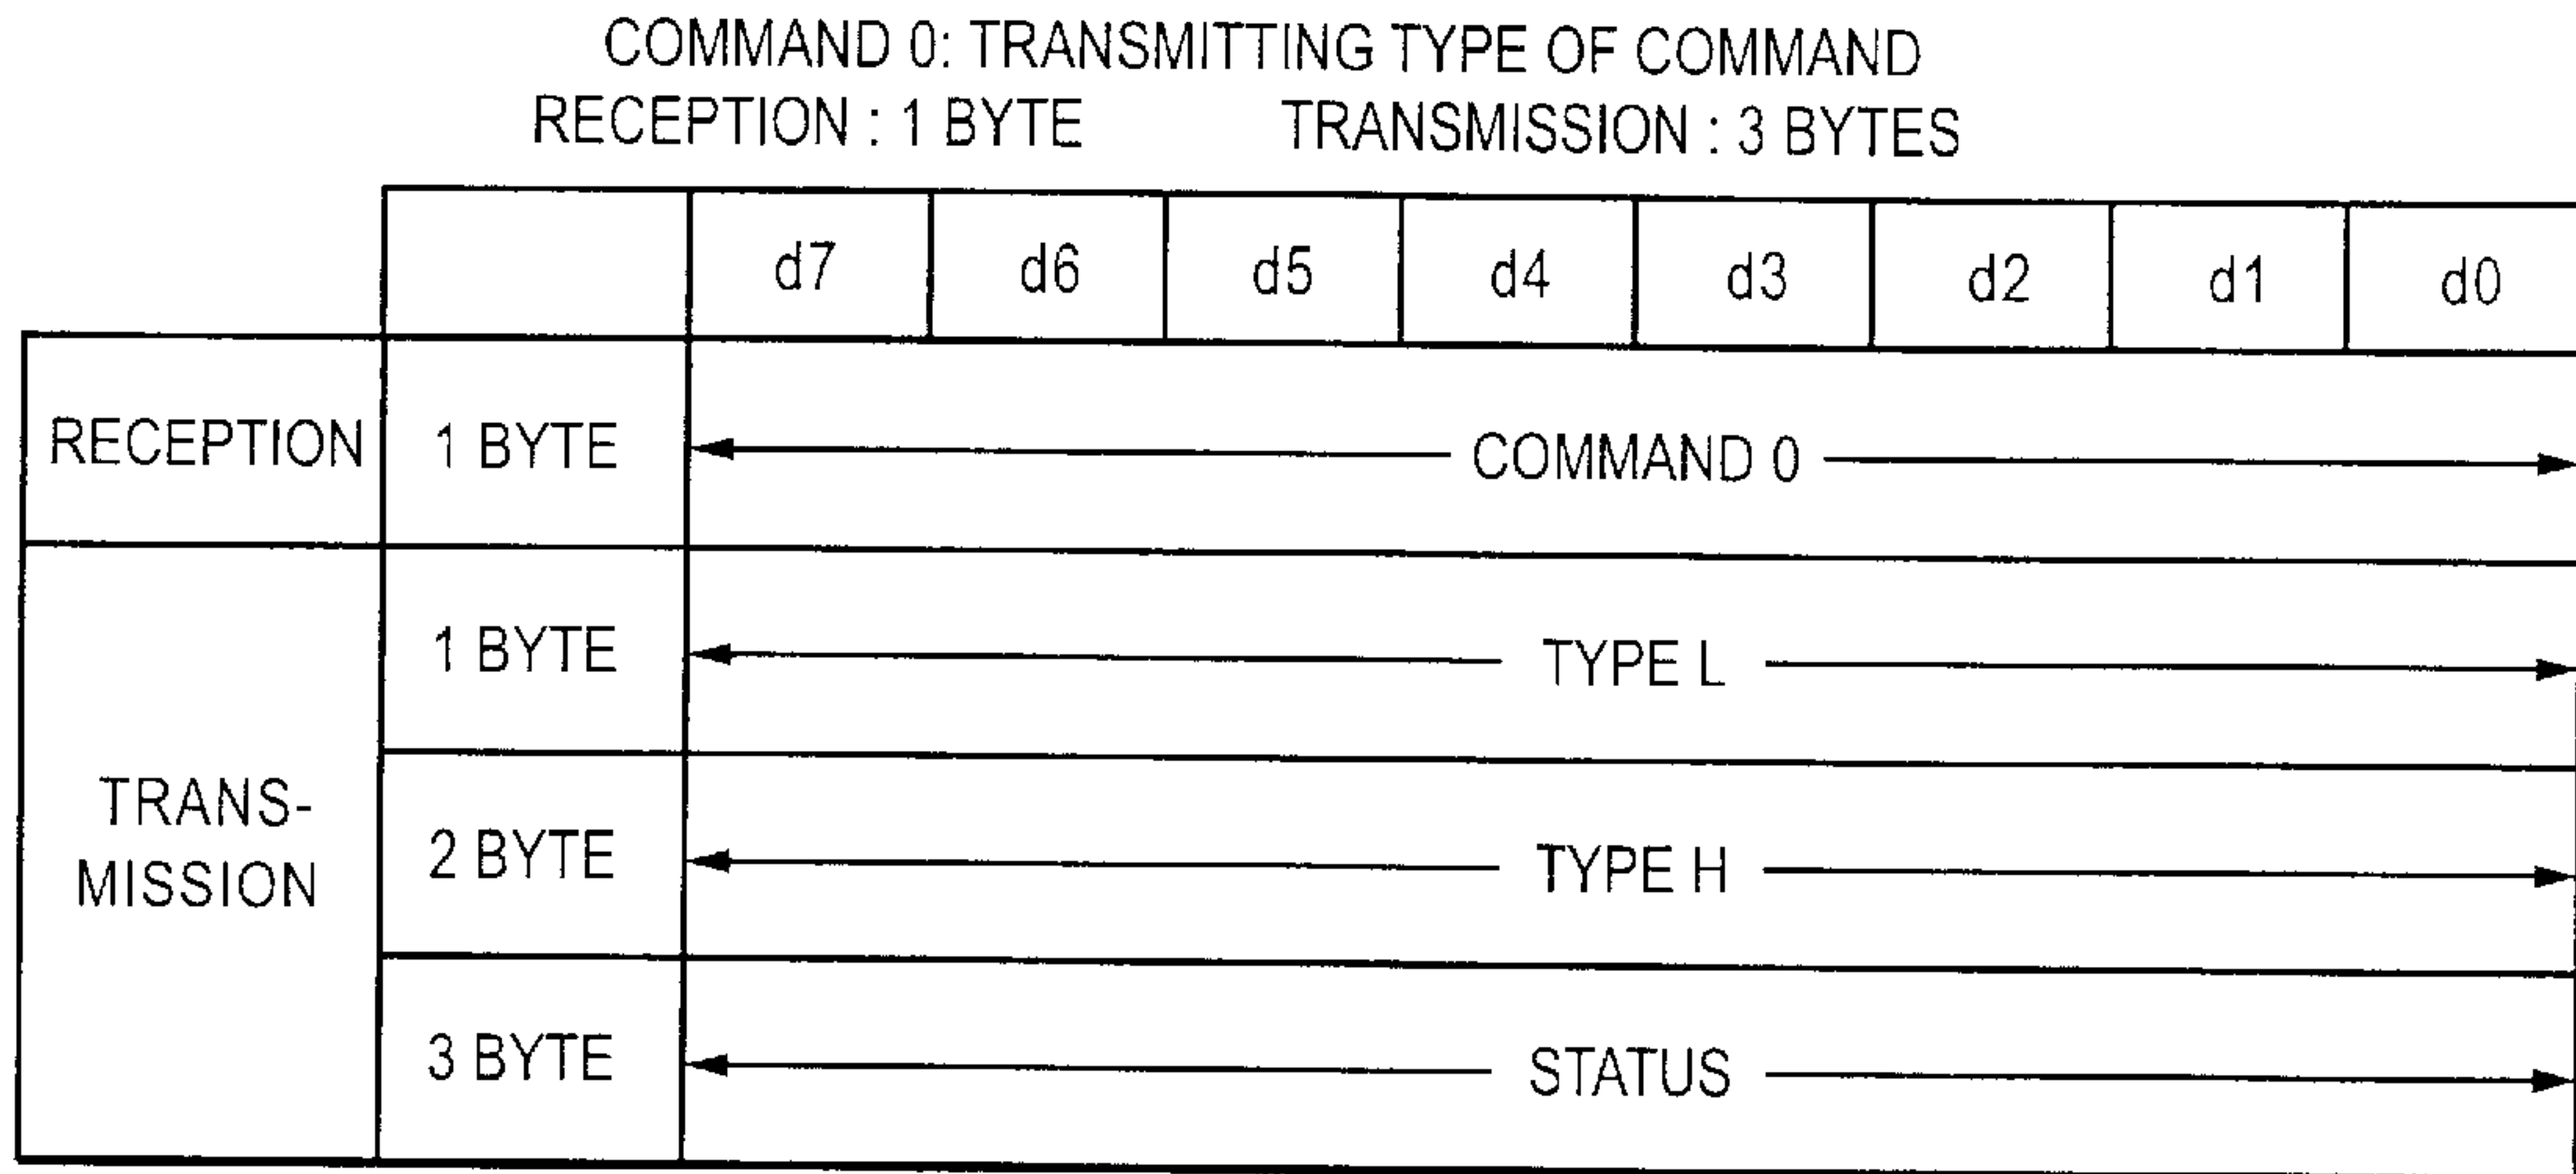 COMMAND 0: TRANSMITTING TYPE OF COMMAND
RECEPTION : 1 BYTE TRANSMISSION : 3 BYTES
d7 d6 d5 d4 d3 d2 d1 d0
RECEPTION 1 BYTE COMMAND 0
TRANS-
MISSION
1 BYTE TYPE L
2 BYTE TYPE H
3 BYTE STATUS